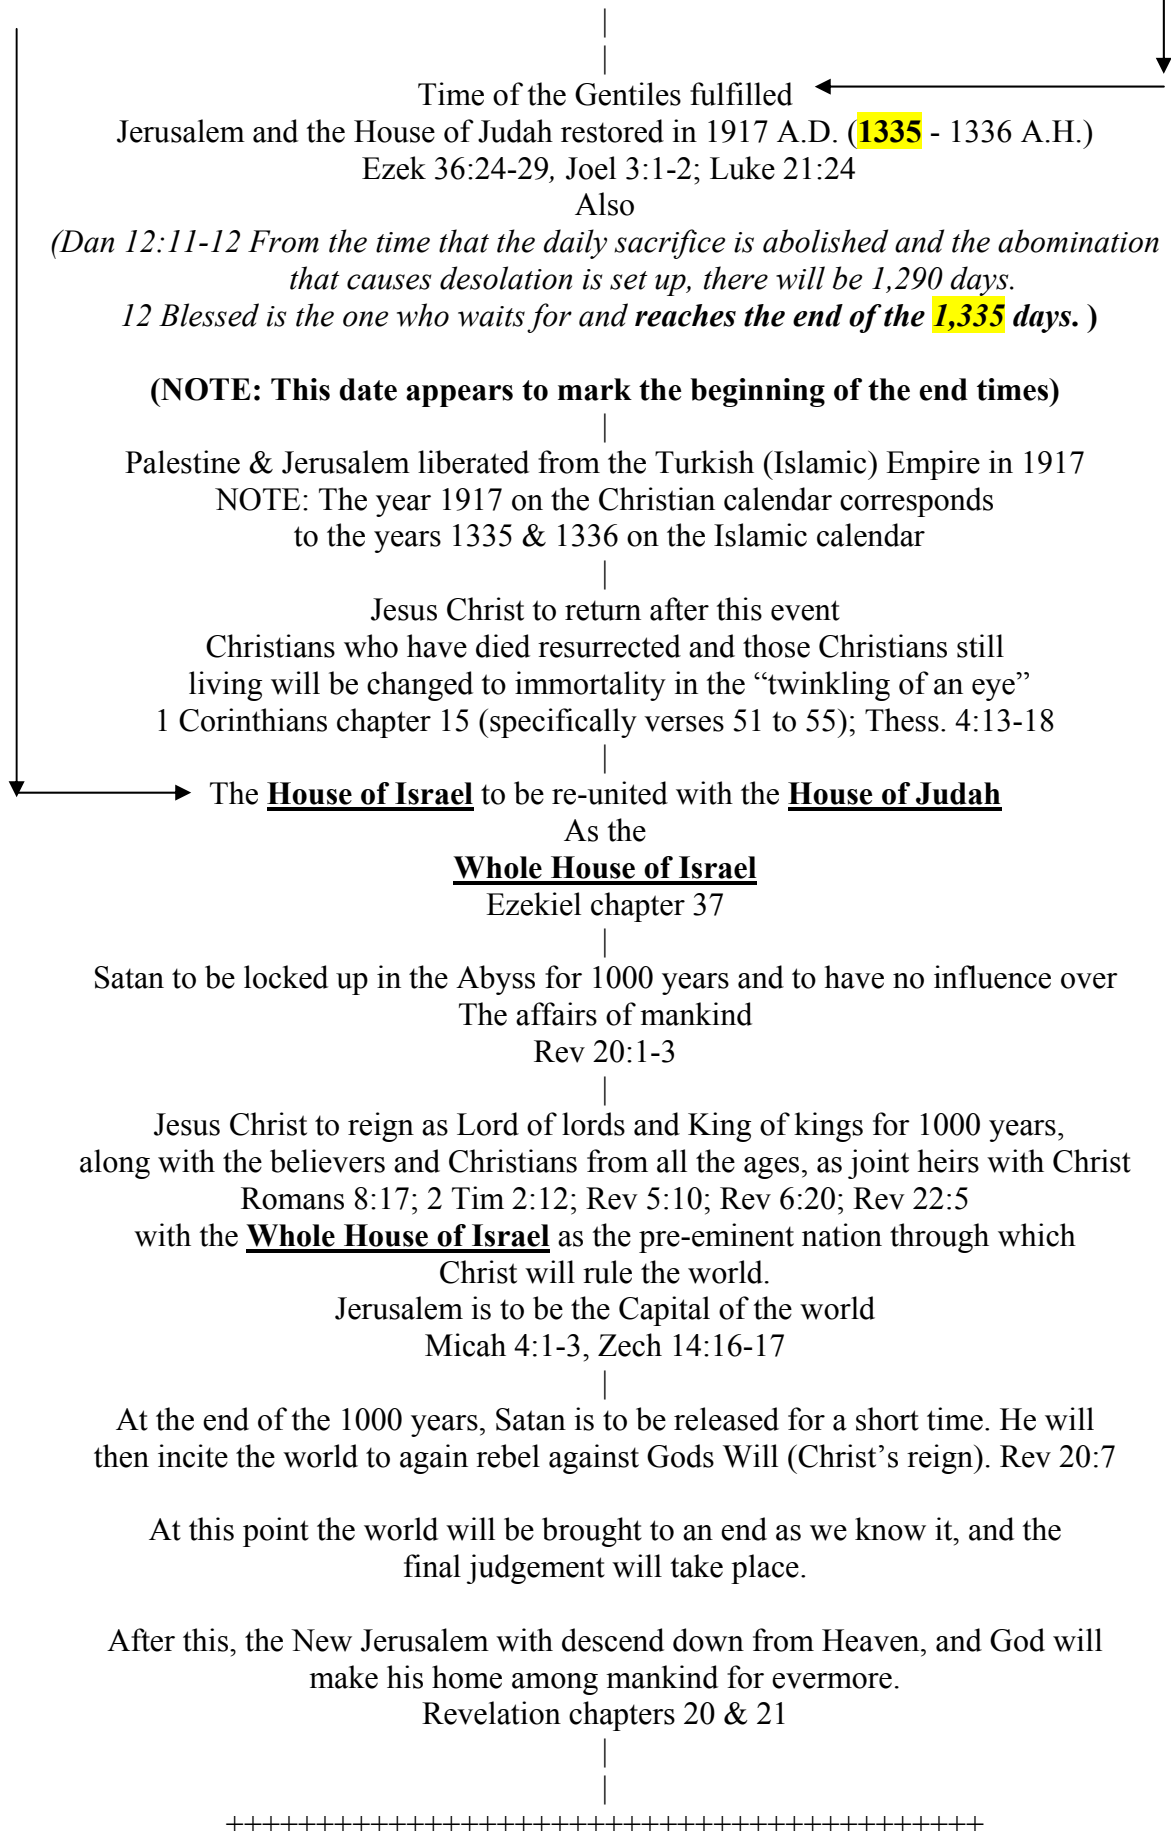 |
|
Time of the Gentiles fulfilled
Jerusalem and the House of Judah restored in 1917 A.D. (1335 - 1336 A.H.)
Ezek 36:24-29, Joel 3:1-2; Luke 21:24
Also
(Dan 12:11-12 From the time that the daily sacrifice is abolished and the abomination
that causes desolation is set up, there will be 1,290 days.
12 Blessed is the one who waits for and reaches the end of the 1,335 days. )
(NOTE: This date appears to mark the beginning of the end times)
|
Palestine & Jerusalem liberated from the Turkish (Islamic) Empire in 1917
NOTE: The year 1917 on the Christian calendar corresponds
to the years 1335 & 1336 on the Islamic calendar
|
Jesus Christ to return after this event
Christians who have died resurrected and those Christians still
living will be changed to immortality in the “twinkling of an eye”
1 Corinthians chapter 15 (specifically verses 51 to 55); Thess. 4:13-18
|
The House of Israel to be re-united with the House of Judah
As the
Whole House of Israel
Ezekiel chapter 37
|
Satan to be locked up in the Abyss for 1000 years and to have no influence over
The affairs of mankind
Rev 20:1-3
|
Jesus Christ to reign as Lord of lords and King of kings for 1000 years,
along with the believers and Christians from all the ages, as joint heirs with Christ
Romans 8:17; 2 Tim 2:12; Rev 5:10; Rev 6:20; Rev 22:5
with the Whole House of Israel as the pre-eminent nation through which
Christ will rule the world.
Jerusalem is to be the Capital of the world
Micah 4:1-3, Zech 14:16-17
|
At the end of the 1000 years, Satan is to be released for a short time. He will
then incite the world to again rebel against Gods Will (Christ’s reign). Rev 20:7
At this point the world will be brought to an end as we know it, and the
final judgement will take place.
After this, the New Jerusalem with descend down from Heaven, and God will
make his home among mankind for evermore.
Revelation chapters 20 & 21
|
|
++++++++++++++++++++++++++++++++++++++++++